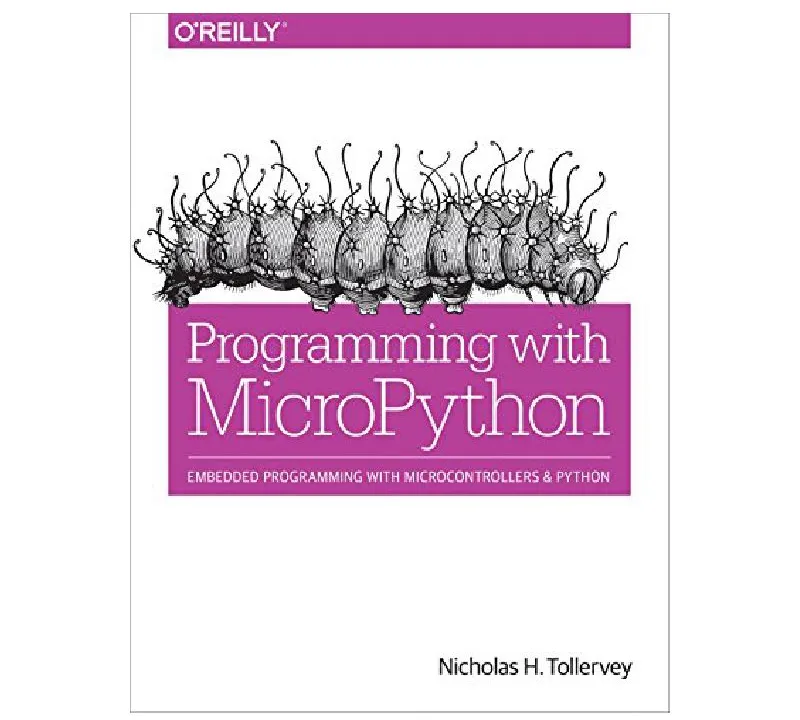 O'REILLY®
Programming with
MicroPython
EMBEDDED PROGRAMMING WITH MICROCONTROLLERS & PYTHON
Nicholas H. Tollervey